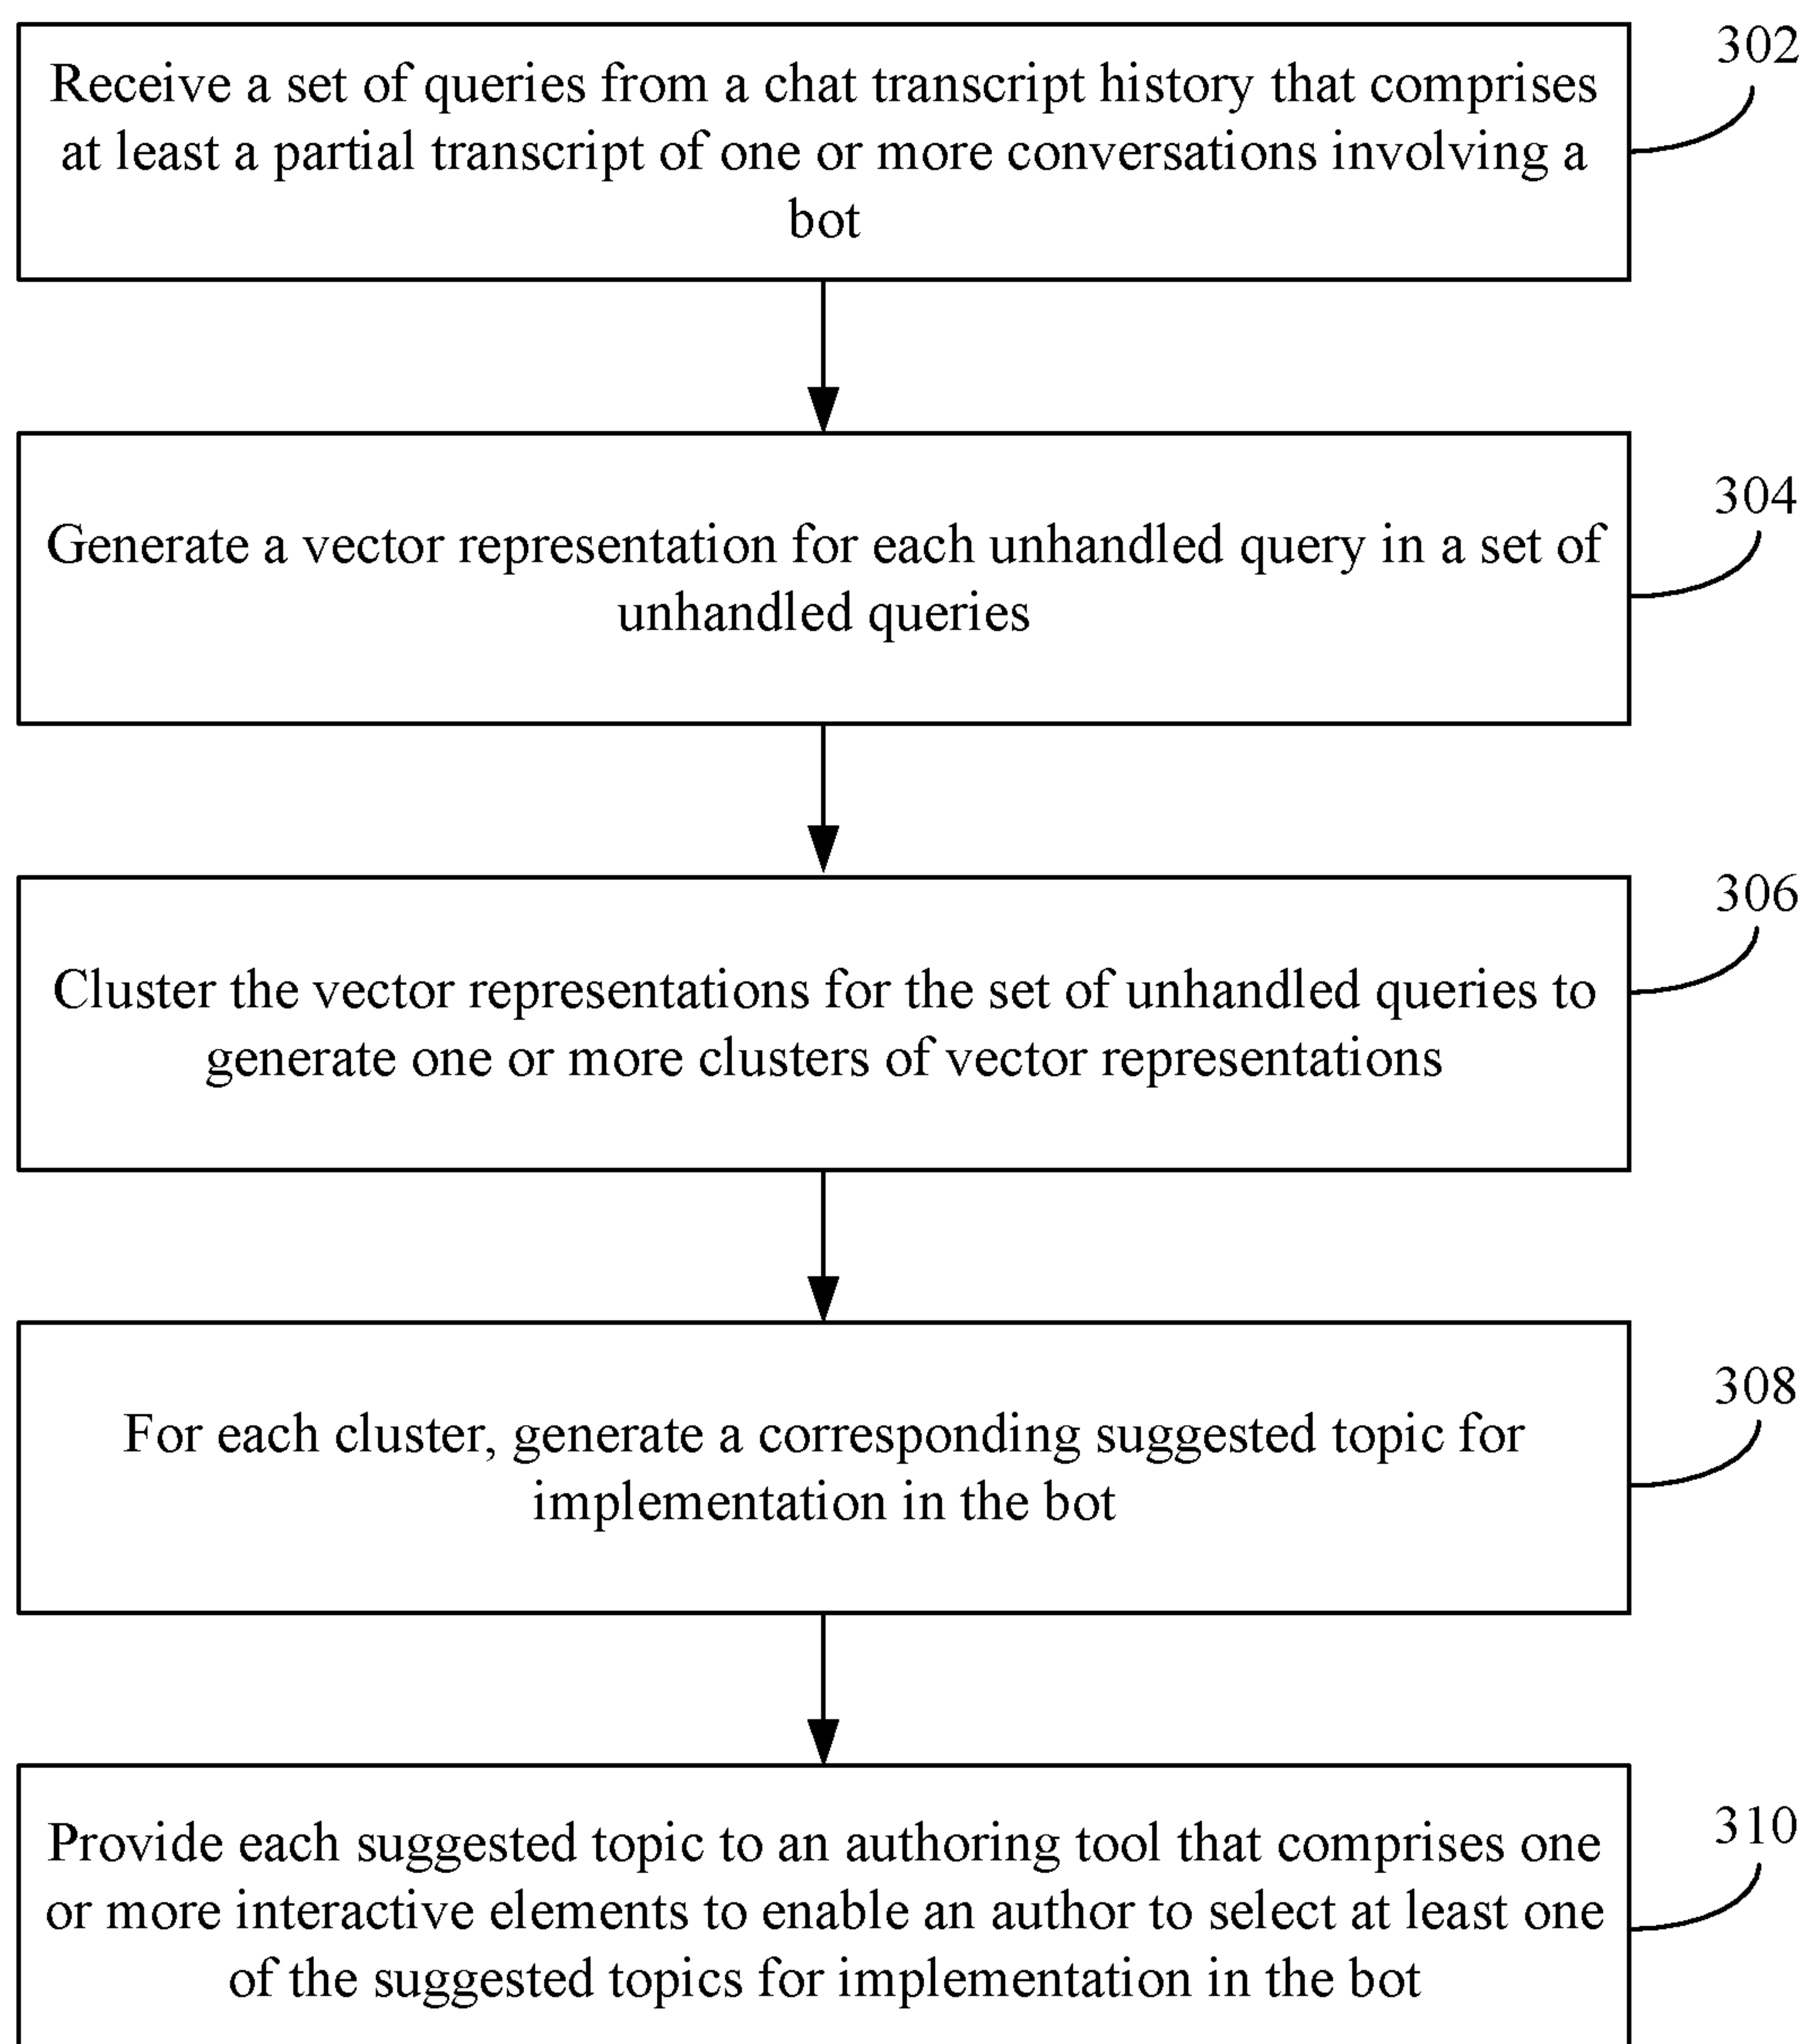 302
Receive a set of queries from a chat transcript history that comprises
at least a partial transcript of one or more conversations involving a
bot
304
Generate a vector representation for each unhandled query in a set of
unhandled queries
306
Cluster the vector representations for the set of unhandled queries to
generate one or more clusters of vector representations
308
For each cluster, generate a corresponding suggested topic for
implementation in the bot
310
Provide each suggested topic to an authoring tool that comprises one
or more interactive elements to enable an author to select at least one
of the suggested topics for implementation in the bot